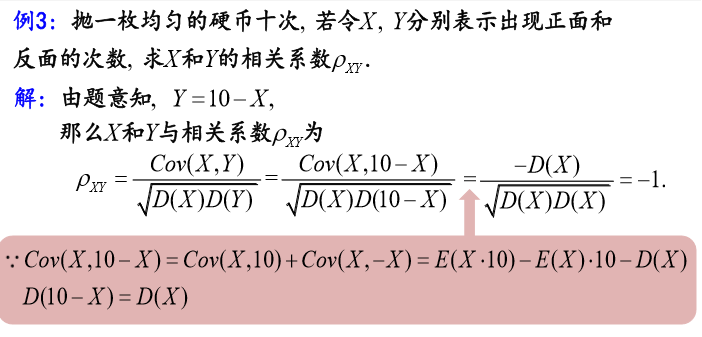 例3: 抛一枚均匀的硬币十次, 若令X, Y分别表示出现正面和
反面的次数, 求X和Y的相关系数ρ_XY.
解: 由题意知, Y=10−X,
那么X和Y与相关系数ρ_XY为
ρ_XY = Cov(X,Y)/√D(X)D(Y) = Cov(X,10−X)/√D(X)D(10−X) = −D(X)/√D(X)D(X) = −1.
∵Cov(X,10−X)=Cov(X,10)+Cov(X,−X)=E(X·10)−E(X)·10−D(X)
D(10−X)=D(X)